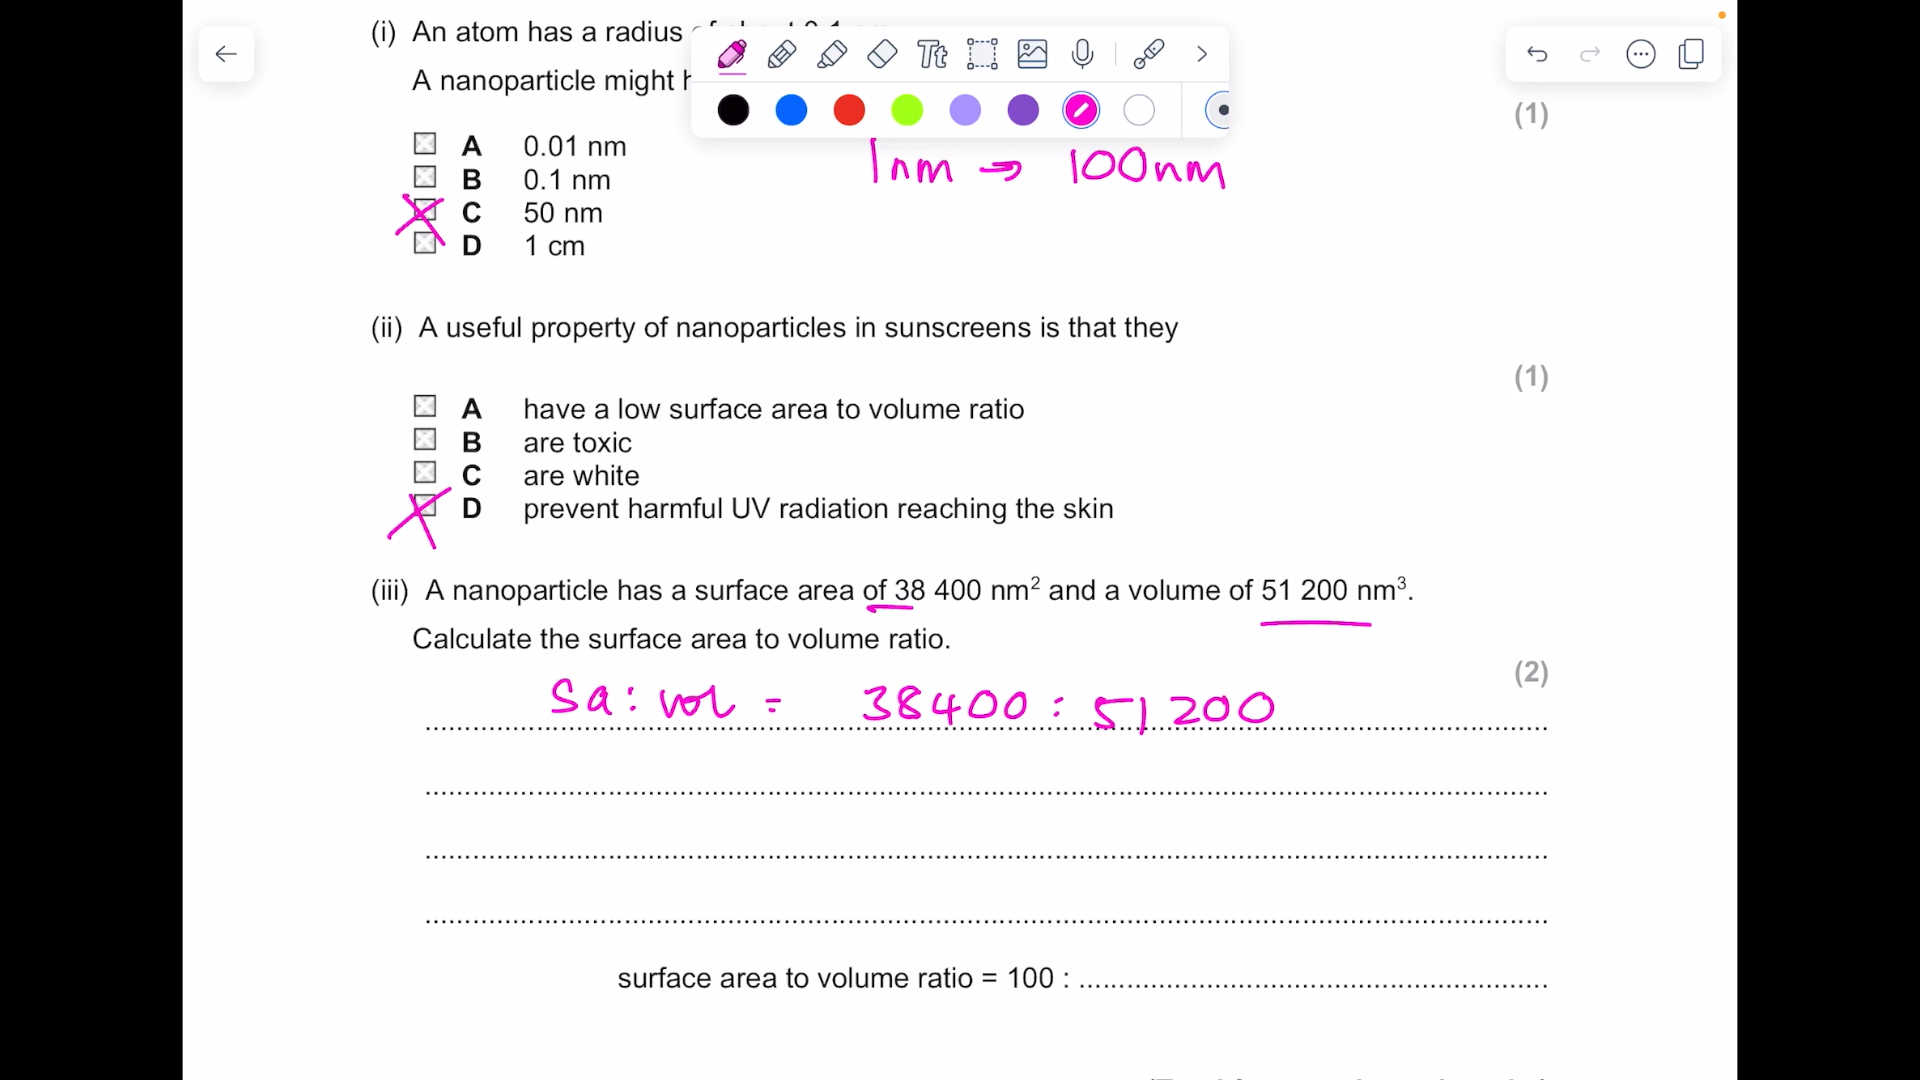 (i) An atom has a radius
A nanoparticle might
(1)
A 0.01 nm
1nm → 100nm
B 0.1 nm
C 50 nm
D 1 cm
(ii) A useful property of nanoparticles in sunscreens is that they
(1)
A have a low surface area to volume ratio
B are toxic
C are white
D prevent harmful UV radiation reaching the skin
(iii) A nanoparticle has a surface area of 38 400 nm² and a volume of 51 200 nm³.
Calculate the surface area to volume ratio.
(2)
Sa : vol = 38400 : 51200
surface area to volume ratio = 100 :
Tt